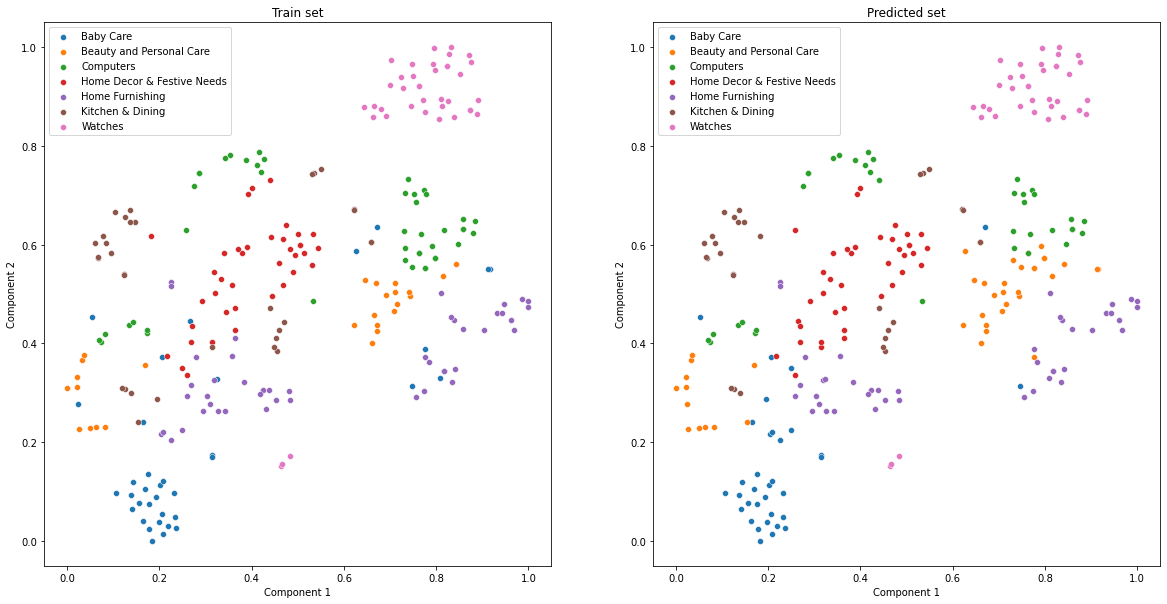 Train set
Baby Care
Beauty and Personal Care
Computers
Home Decor & Festive Needs
Home Furnishing
Kitchen & Dining
Watches
1.0
0.8
0.6
0.4
0.2
0.0
Component 2
0.0 0.2 0.4 0.6 0.8 1.0
Component 1
Predicted set
Baby Care
Beauty and Personal Care
Computers
Home Decor & Festive Needs
Home Furnishing
Kitchen & Dining
Watches
1.0
0.8
0.6
0.4
0.2
0.0
Component 2
0.0 0.2 0.4 0.6 0.8 1.0
Component 1